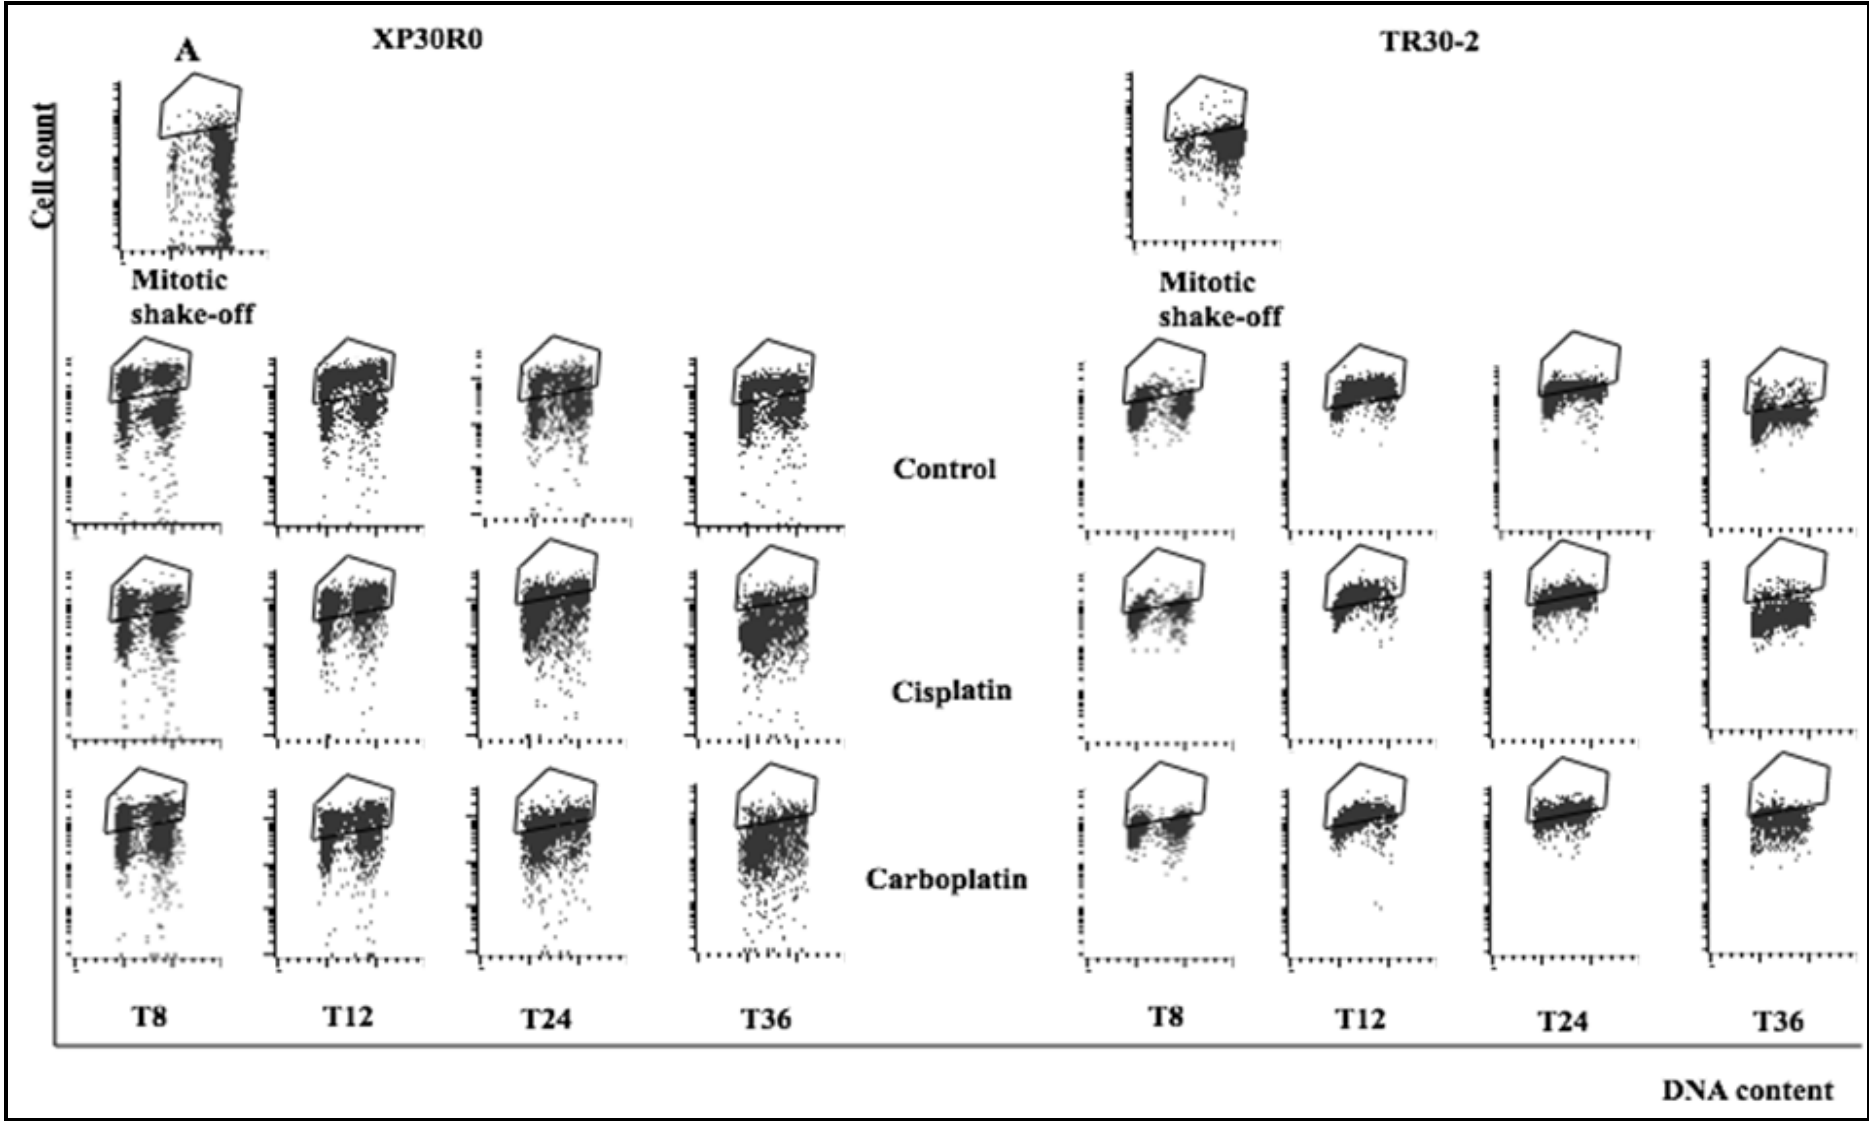 A
XP30R0
TR30-2
Cell count
Mitotic
shake-off
Mitotic
shake-off
Control
Cisplatin
Carboplatin
T8
T12
T24
T36
T8
T12
T24
T36
DNA content